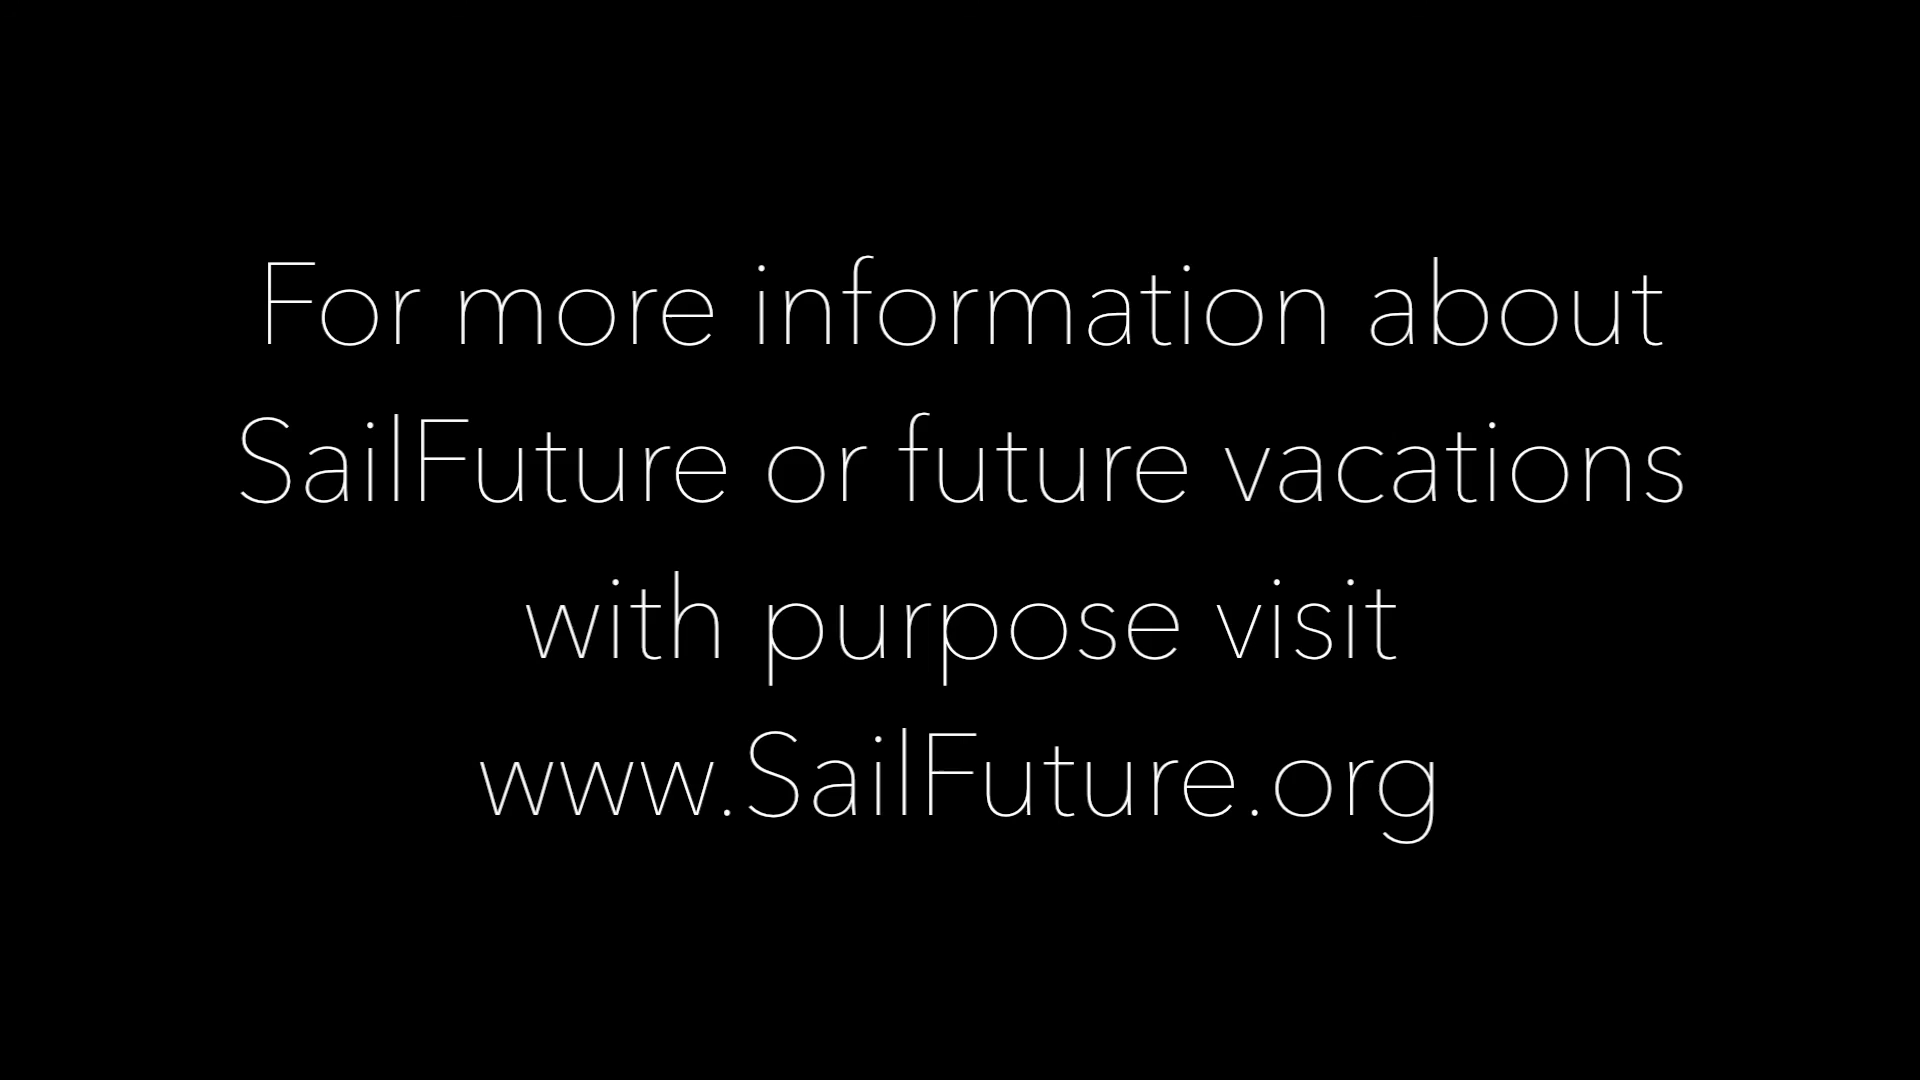 For more information about
SailFuture or future vacations
with purpose visit
www.SailFuture.org